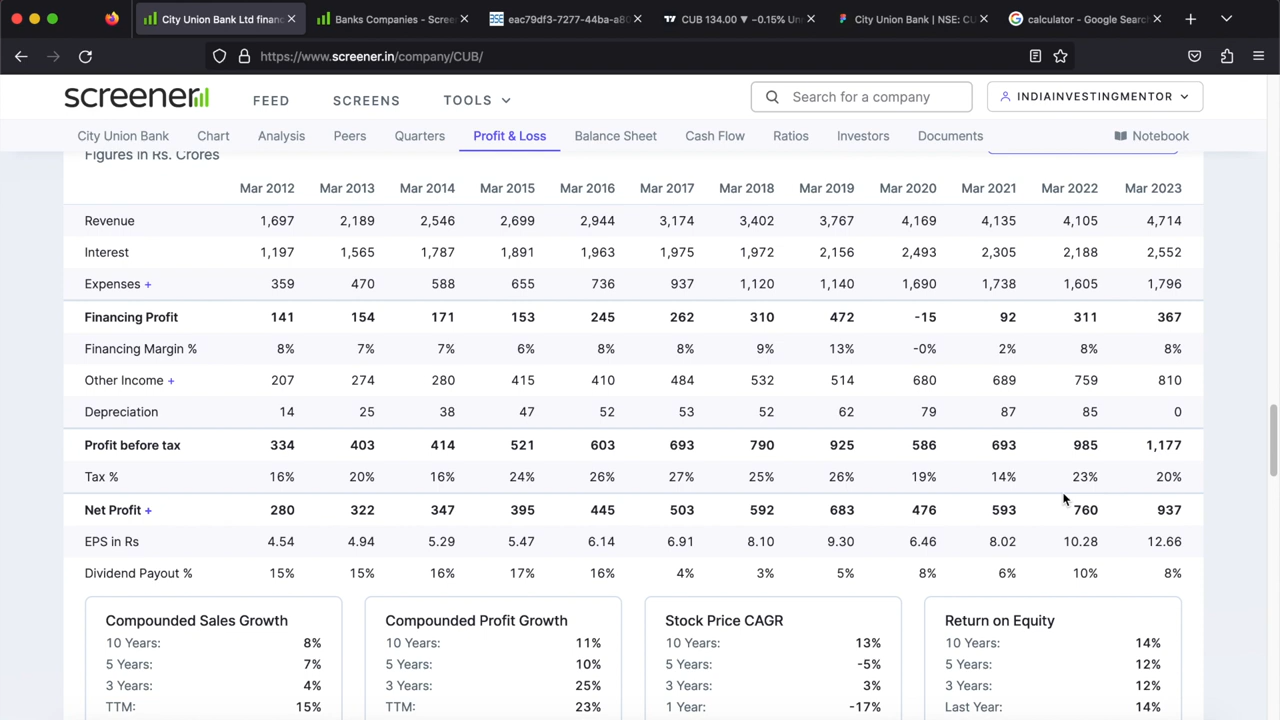 City Union Bank Ltd finan
Banks Companies - Scree
eac79df3-7277-44ba-a8
CUB 134.00 ▼ −0.15% Un
City Union Bank | NSE: CU
calculator - Google Searc
https://www.screener.in/company/CUB/
screener
FEED
SCREENS
TOOLS
Search for a company
INDIAINVESTINGMENTOR
City Union Bank Chart Analysis Peers Quarters Profit & Loss Balance Sheet Cash Flow Ratios Investors Documents Notebook
Figures in Rs. Crores
Mar 2012 Mar 2013 Mar 2014 Mar 2015 Mar 2016 Mar 2017 Mar 2018 Mar 2019 Mar 2020 Mar 2021 Mar 2022 Mar 2023
Revenue 1,697 2,189 2,546 2,699 2,944 3,174 3,402 3,767 4,169 4,135 4,105 4,714
Interest 1,197 1,565 1,787 1,891 1,963 1,975 1,972 2,156 2,493 2,305 2,188 2,552
Expenses + 359 470 588 655 736 937 1,120 1,140 1,690 1,738 1,605 1,796
Financing Profit 141 154 171 153 245 262 310 472 -15 92 311 367
Financing Margin % 8% 7% 7% 6% 8% 8% 9% 13% -0% 2% 8% 8%
Other Income + 207 274 280 415 410 484 532 514 680 689 759 810
Depreciation 14 25 38 47 52 53 52 62 79 87 85 0
Profit before tax 334 403 414 521 603 693 790 925 586 693 985 1,177
Tax % 16% 20% 16% 24% 26% 27% 25% 26% 19% 14% 23% 20%
Net Profit + 280 322 347 395 445 503 592 683 476 593 760 937
EPS in Rs 4.54 4.94 5.29 5.47 6.14 6.91 8.10 9.30 6.46 8.02 10.28 12.66
Dividend Payout % 15% 15% 16% 17% 16% 4% 3% 5% 8% 6% 10% 8%
Compounded Sales Growth
10 Years: 8%
5 Years: 7%
3 Years: 4%
TTM: 15%
Compounded Profit Growth
10 Years: 11%
5 Years: 10%
3 Years: 25%
TTM: 23%
Stock Price CAGR
10 Years: 13%
5 Years: -5%
3 Years: 3%
1 Year: -17%
Return on Equity
10 Years: 14%
5 Years: 12%
3 Years: 12%
Last Year: 14%